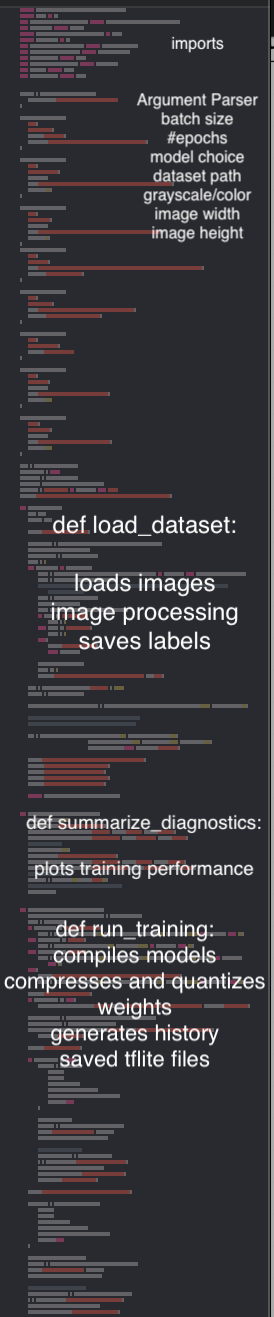 imports
Argument Parser
batch size
#epochs
model choice
dataset path
grayscale/color
image width
image height
def load_dataset:
loads images
image processing
saves labels
def summarize_diagnostics:
plots training performance
def run_training:
compiles models
compresses and quantizes
weights
generates history
saved tflite files